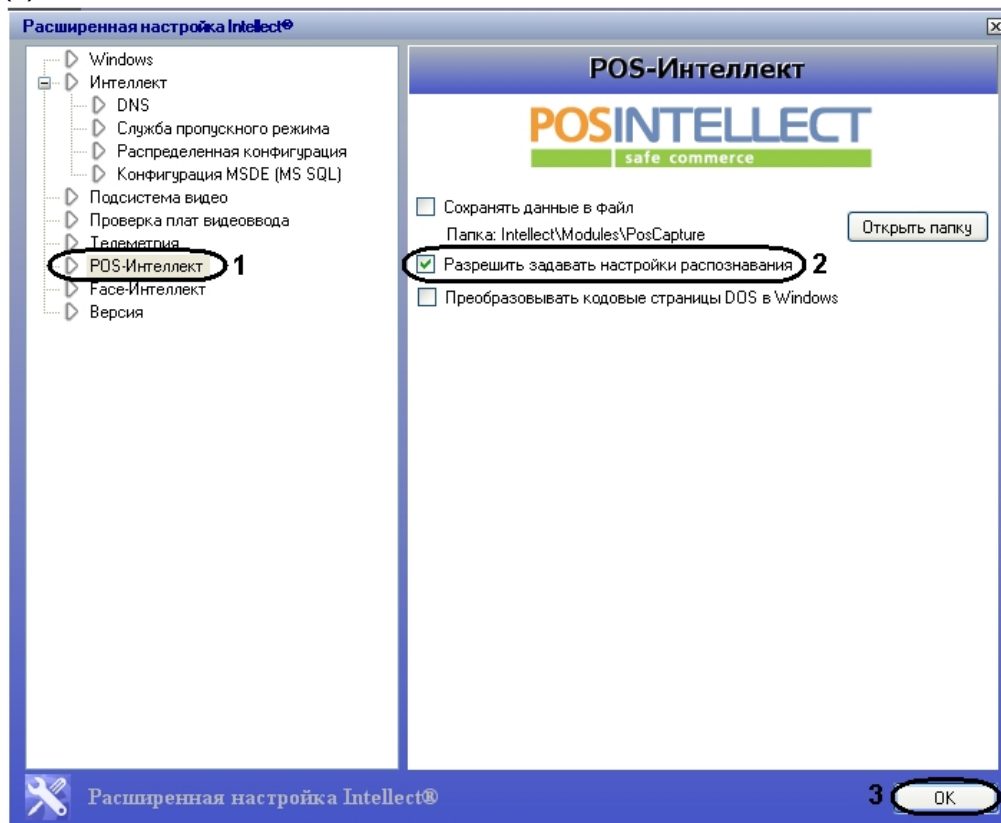 Расширенная настройка Intellect®
Windows
Интеллект
DNS
Служба пропускного режима
Распределенная конфигурация
Конфигурация MSDE (MS SQL)
Подсистема видео
Проверка плат видеоввода
Телеметрия
POS-Интеллект 1
Face-Интеллект
Версия
POS-Интеллект
POSINTELLECT
safe commerce
Сохранять данные в файл
Папка: Intellect\Modules\PosCapture
Открыть папку
Разрешить задавать настройки распознавания 2
Преобразовывать кодовые страницы DOS в Windows
Расширенная настройка Intellect®
3 OK